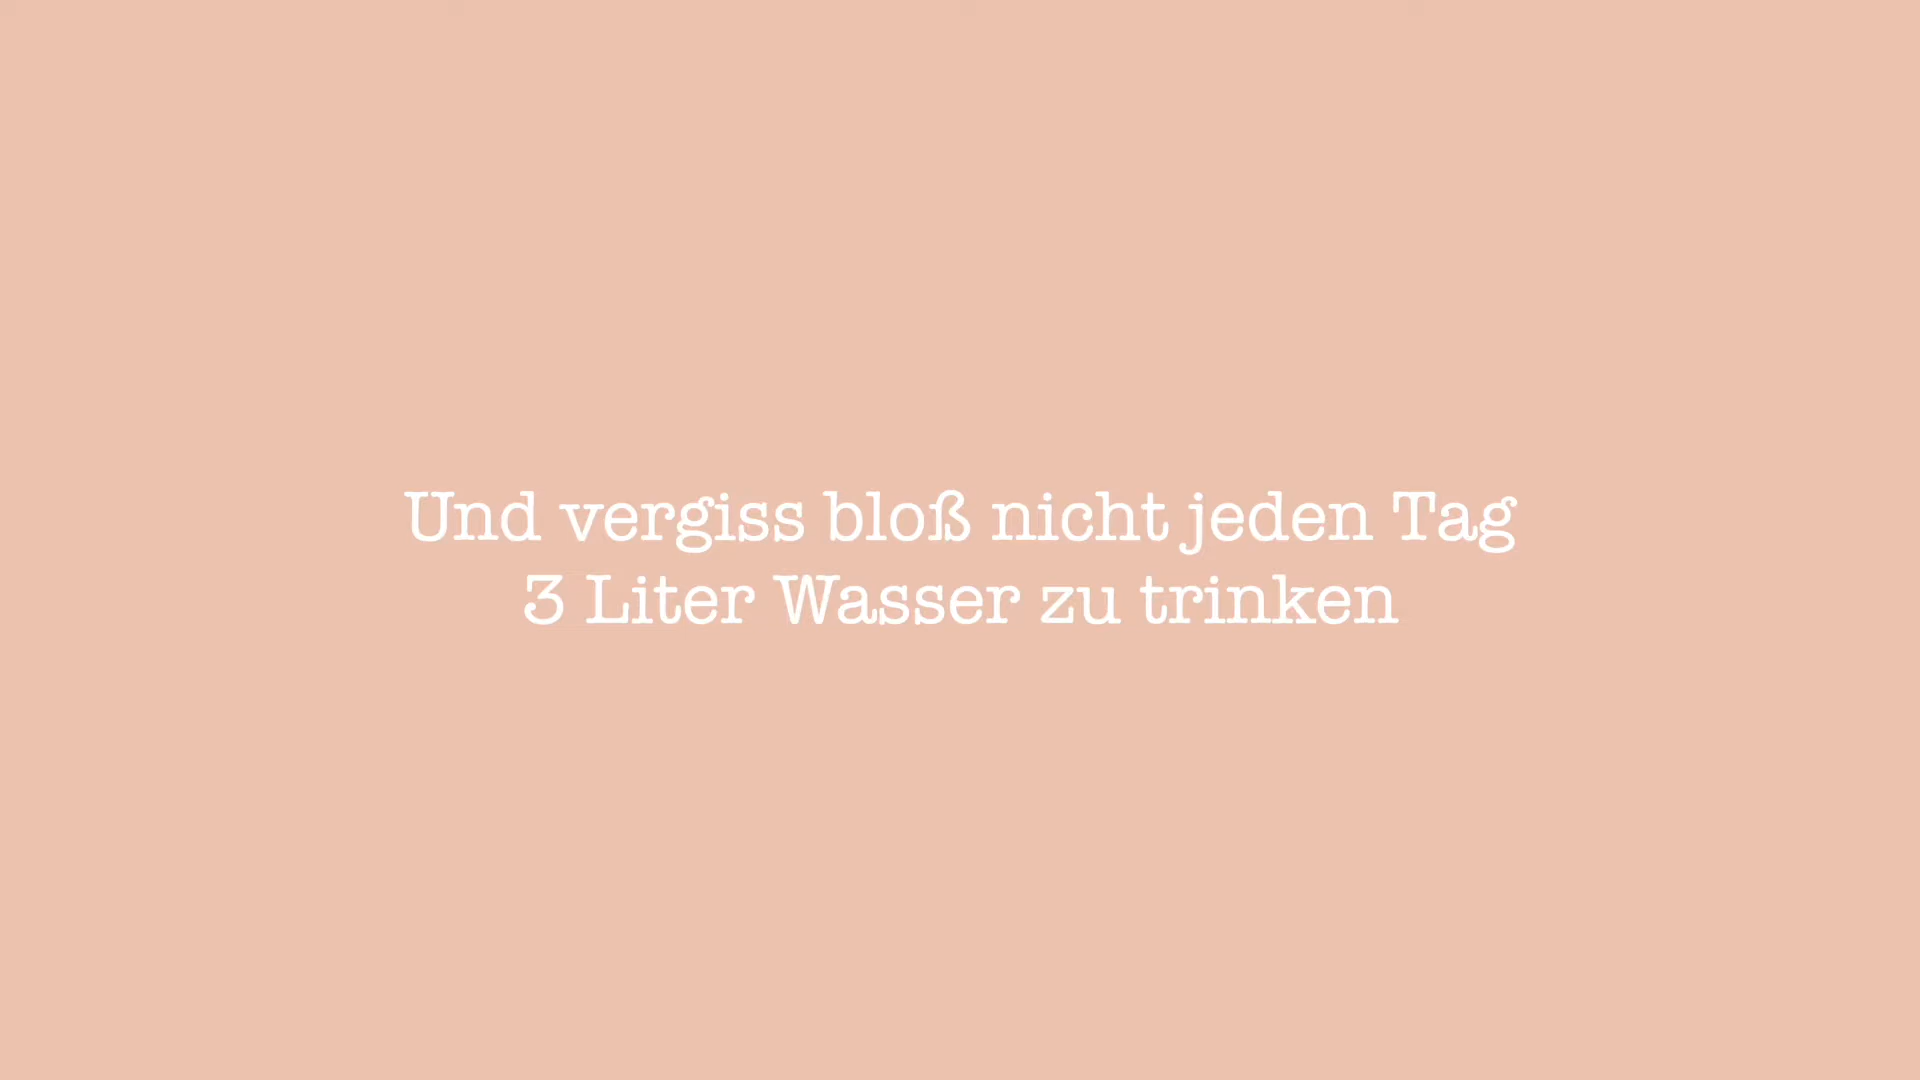 Und vergiss bloß nicht jeden Tag
3 Liter Wasser zu trinken